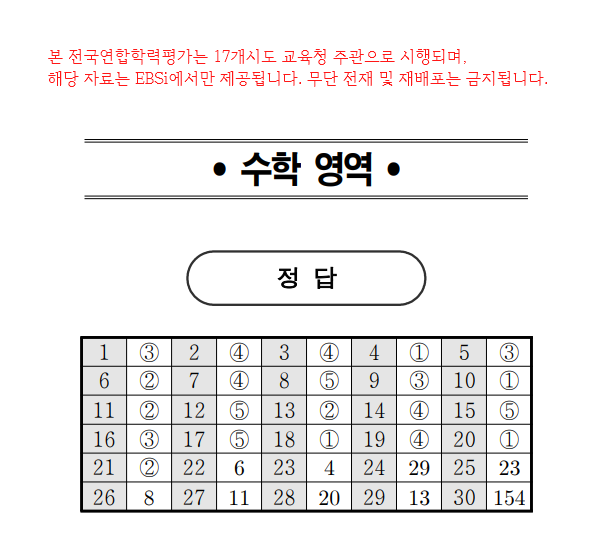 본 전국연합학력평가는 17개시도 교육청 주관으로 시행되며,
해당 자료는 EBSi에서만 제공됩니다. 무단 전재 및 재배포는 금지됩니다.
• 수학 영역 •
정 답
1 ③ 2 ④ 3 ④ 4 ① 5 ③
6 ② 7 ④ 8 ⑤ 9 ③ 10 ①
11 ② 12 ⑤ 13 ② 14 ④ 15 ⑤
16 ③ 17 ⑤ 18 ① 19 ④ 20 ①
21 ② 22 6 23 4 24 29 25 23
26 8 27 11 28 20 29 13 30 154